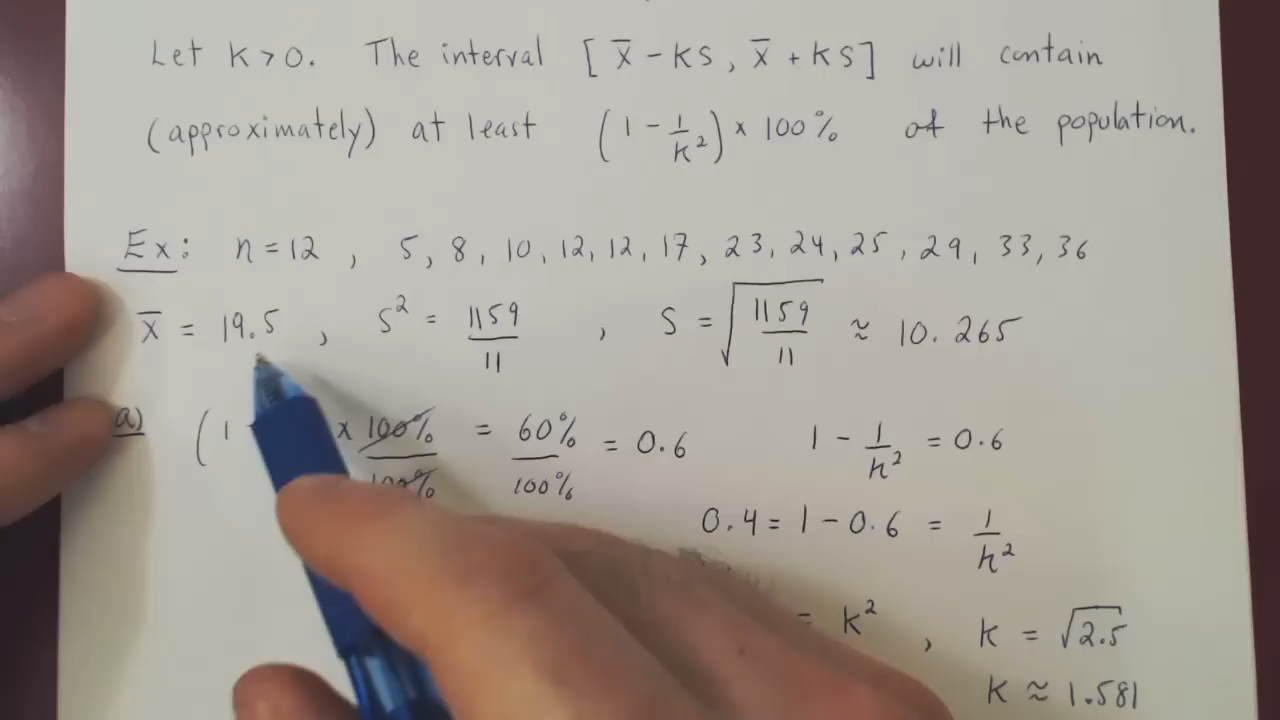 Let K > 0. The interval [x̄ - KS, x̄ + KS] will contain
(approximately) at least (1 - 1/K²) × 100% of the population.
Ex: n = 12, 5, 8, 10, 12, 12, 17, 23, 24, 25, 29, 33, 36
x̄ = 19.5, S² = 1159/11, S = √(1159/11) ≈ 10.265
a) (1 × 100%/100% = 60%/100% = 0.6 1 - 1/K² = 0.6
0.4 = 1 - 0.6 = 1/K²
= K², K = √2.5
K ≈ 1.581